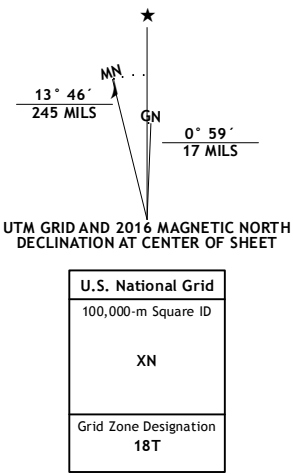 MN
13° 46´
245 MILS
GN
0° 59´
17 MILS
UTM GRID AND 2016 MAGNETIC NORTH
DECLINATION AT CENTER OF SHEET
U.S. National Grid
100,000-m Square ID
XN
Grid Zone Designation
18T